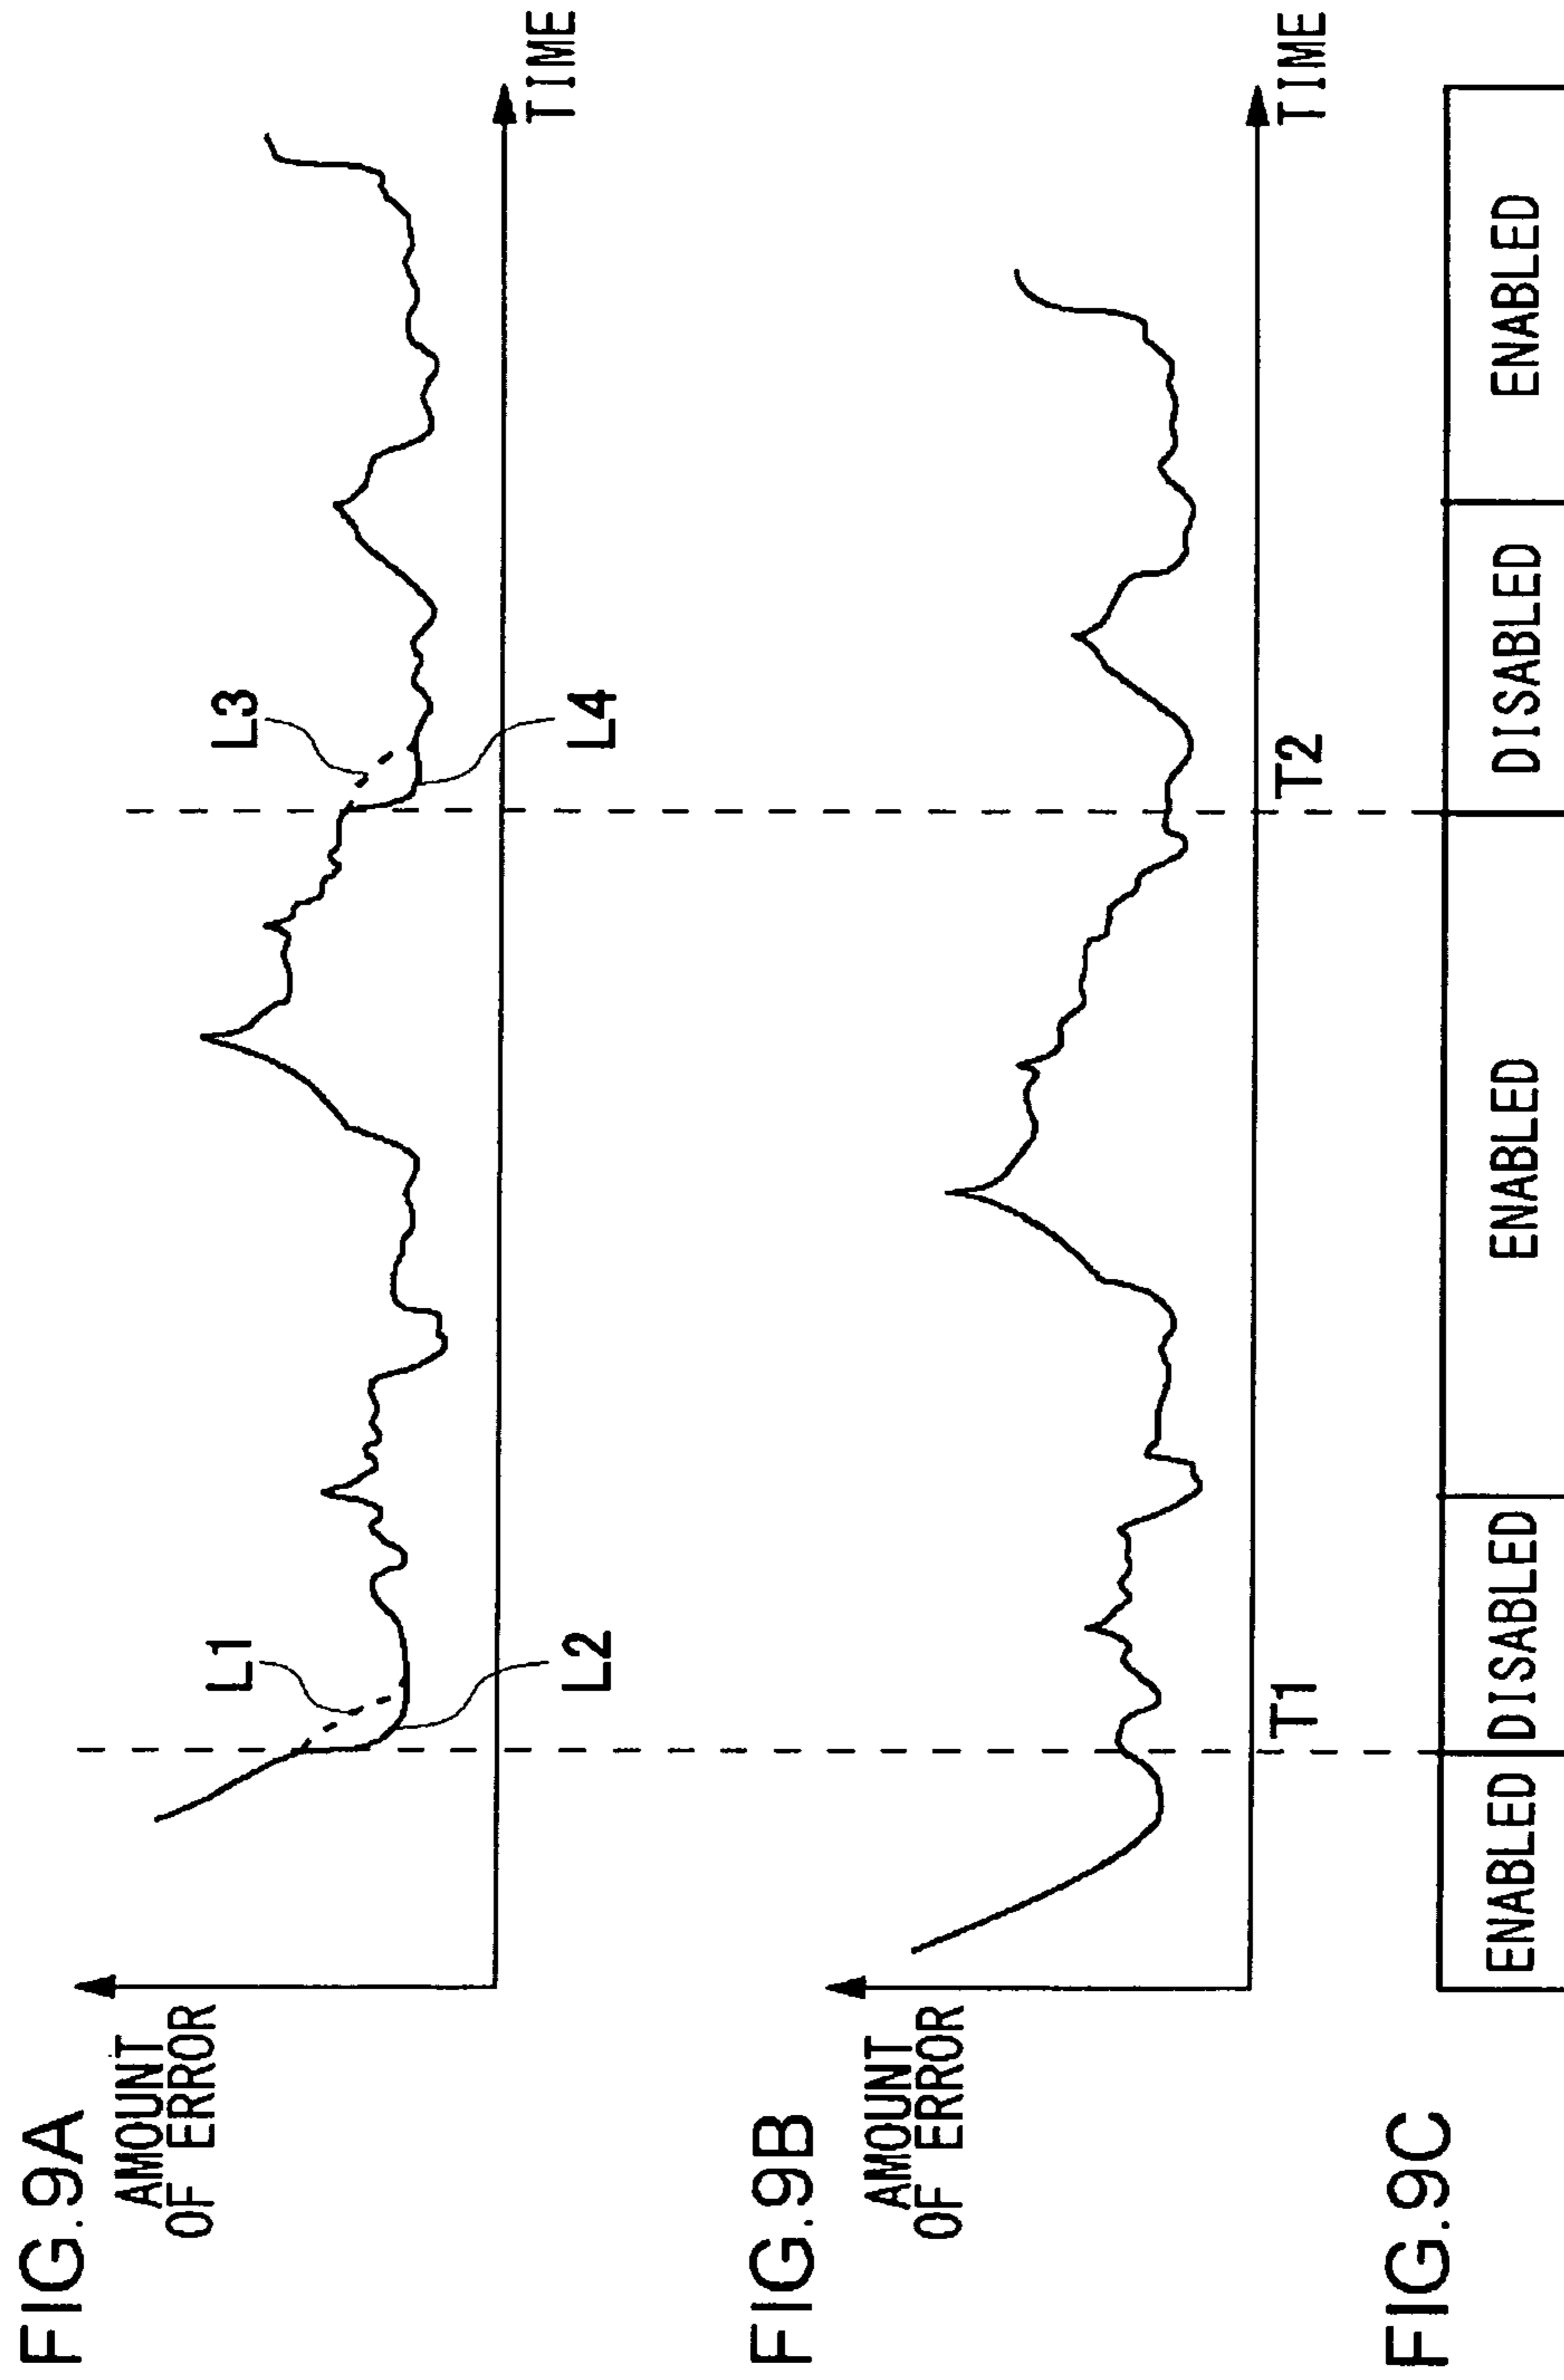 FIG.9A
AMOUNT
OF ERROR
L1
L2
L3
L4
TIME
FIG.9B
AMOUNT
OF ERROR
T1
T2
TIME
FIG.9C
ENABLED
DISABLED
ENABLED
DISABLED
ENABLED